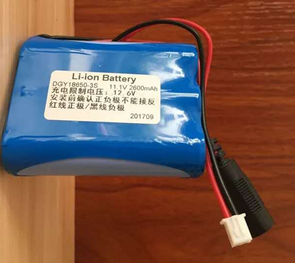 Li-ion Battery
DGY18650-3S 11.1V 2600mAh
充电限制电压：12.6V
安装前确认正负极不能接反
红线正极/黑线负极
201709